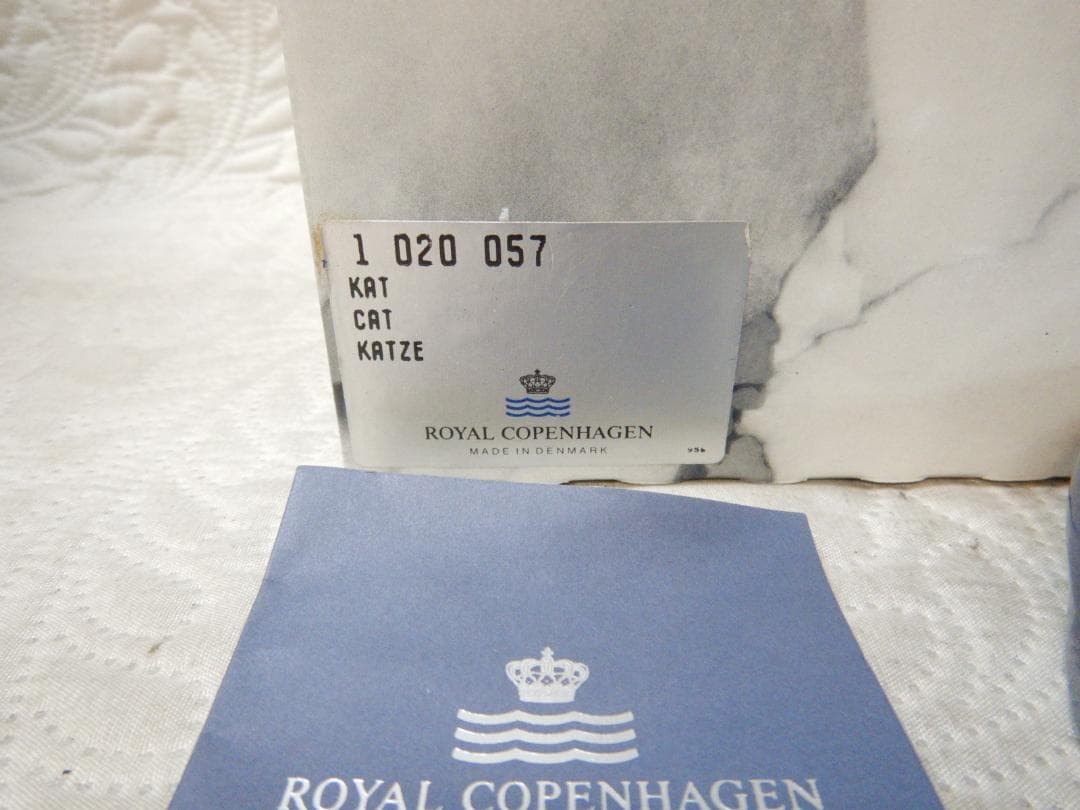 1 020 057
KAT
CAT
KATZE
ROYAL COPENHAGEN
MADE IN DENMARK
ROYAL COPENHAGEN